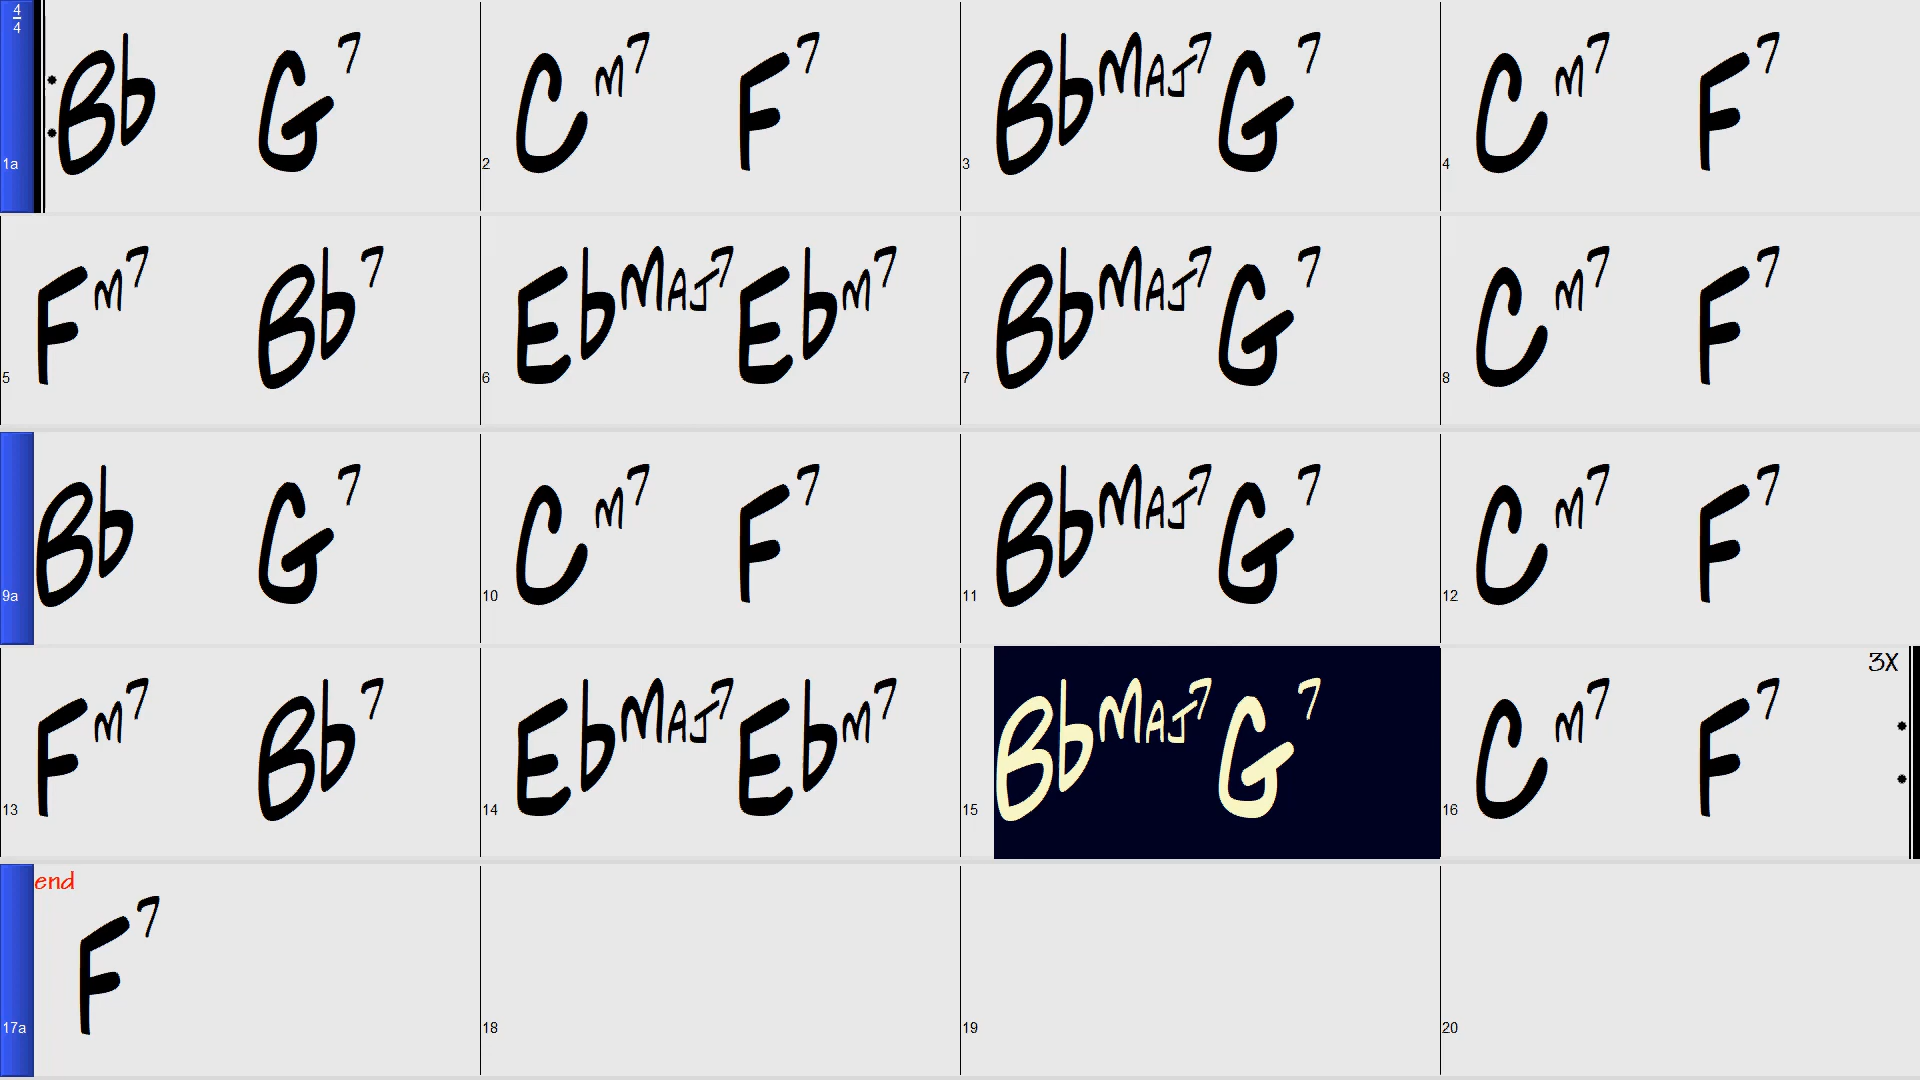 4
4
1a Bb G7 2 Cm7 F7 3 BbMAJ7 G7 4 Cm7 F7
5 Fm7 Bb7 6 EbMAJ7 Ebm7 7 BbMAJ7 G7 8 Cm7 F7
9a Bb G7 10 Cm7 F7 11 BbMAJ7 G7 12 Cm7 F7
3X
13 Fm7 Bb7 14 EbMAJ7 Ebm7 15 BbMAJ7 G7 16 Cm7 F7
end
17a F7 18 19 20